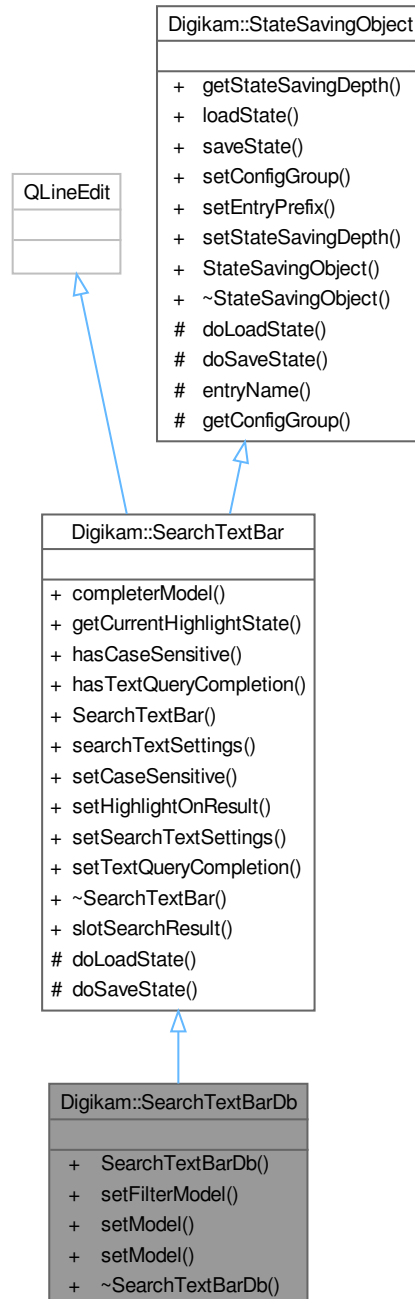 Digikam::StateSavingObject
+ getStateSavingDepth()
+ loadState()
+ saveState()
+ setConfigGroup()
+ setEntryPrefix()
+ setStateSavingDepth()
+ StateSavingObject()
+ ~StateSavingObject()
# doLoadState()
# doSaveState()
# entryName()
# getConfigGroup()
QLineEdit
Digikam::SearchTextBar
+ completerModel()
+ getCurrentHighlightState()
+ hasCaseSensitive()
+ hasTextQueryCompletion()
+ SearchTextBar()
+ searchTextSettings()
+ setCaseSensitive()
+ setHighlightOnResult()
+ setSearchTextSettings()
+ setTextQueryCompletion()
+ ~SearchTextBar()
+ slotSearchResult()
# doLoadState()
# doSaveState()
Digikam::SearchTextBarDb
+ SearchTextBarDb()
+ setFilterModel()
+ setModel()
+ setModel()
+ ~SearchTextBarDb()